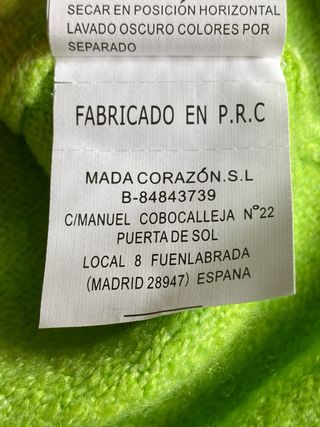 SECAR EN POSICIÓN HORIZONTAL
LAVADO OSCURO COLORES POR
SEPARADO
FABRICADO EN P.R.C
MADA CORAZÓN.S.L
B-84843739
C/MANUEL COBOCALLEJA Nº22
PUERTA DE SOL
LOCAL 8 FUENLABRADA
(MADRID 28947) ESPANA